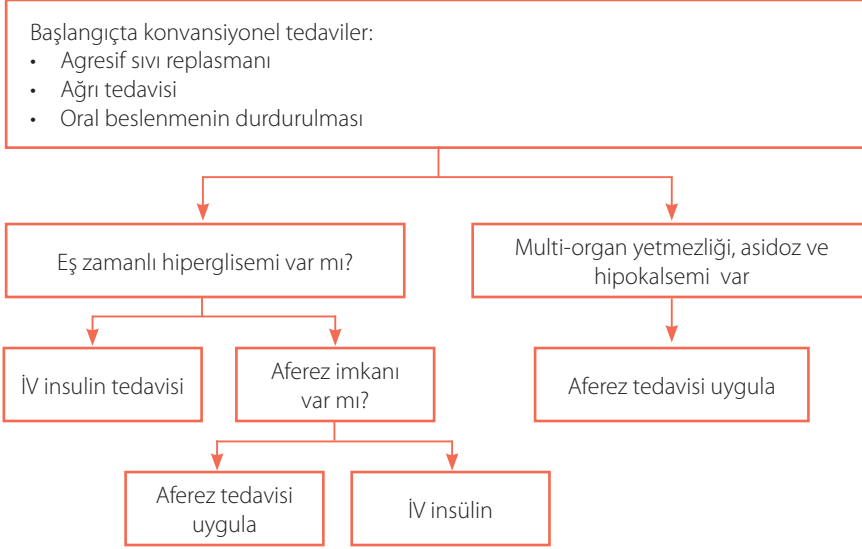 Başlangıçta konvansiyonel tedaviler:
• Agresif sıvı replasmanı
• Ağrı tedavisi
• Oral beslenmenin durdurulması
Eş zamanlı hiperglisemi var mı?
Multi-organ yetmezliği, asidoz ve
hipokalsemi var
İV insulin tedavisi
Aferez imkanı
var mı?
Aferez tedavisi uygula
Aferez tedavisi
uygula
İV insülin